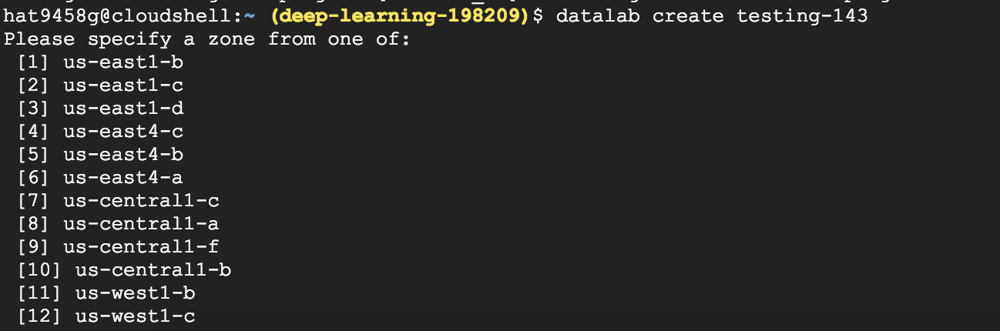 hat9458g@cloudshell:~ (deep-learning-198209)$ datalab create testing-143
Please specify a zone from one of:
[1] us-east1-b
[2] us-east1-c
[3] us-east1-d
[4] us-east4-c
[5] us-east4-b
[6] us-east4-a
[7] us-central1-c
[8] us-central1-a
[9] us-central1-f
[10] us-central1-b
[11] us-west1-b
[12] us-west1-c